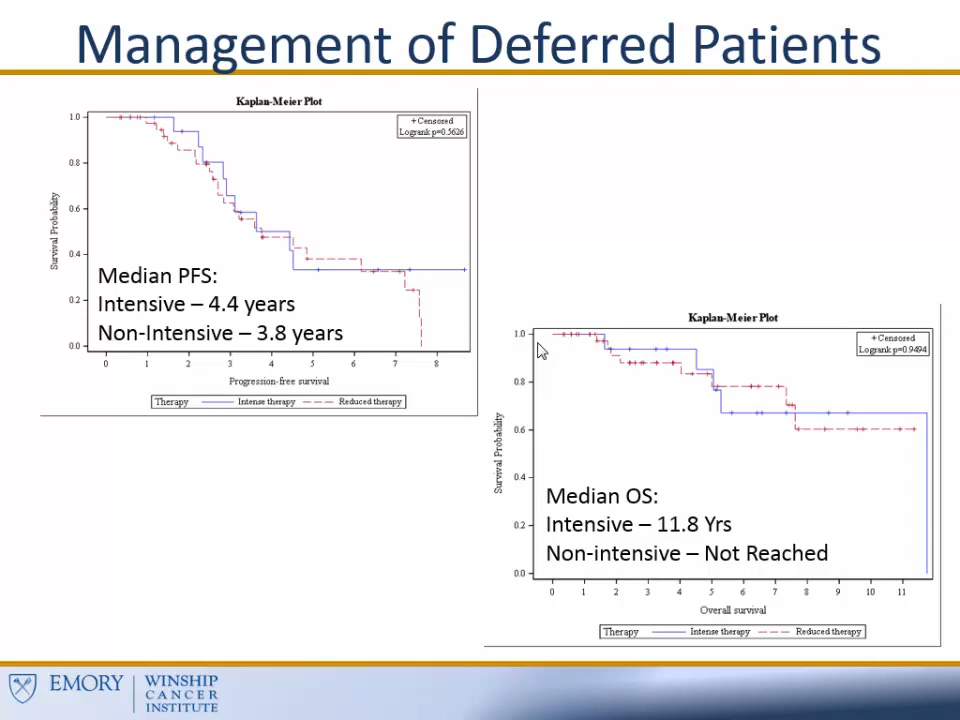 Management of Deferred Patients
Kaplan-Meier Plot
+ Censored
Logrank p=0.5626
1.0
0.8
0.6
0.4
0.2
0.0
Survival Probability
Median PFS:
Intensive – 4.4 years
Non-Intensive – 3.8 years
0 1 2 3 4 5 6 7 8
Progression-free survival
Therapy Intense therapy Reduced therapy
Kaplan-Meier Plot
+ Censored
Logrank p=0.9494
1.0
0.8
0.6
0.4
0.2
0.0
Survival Probability
Median OS:
Intensive – 11.8 Yrs
Non-intensive – Not Reached
0 1 2 3 4 5 6 7 8 9 10 11
Overall survival
Therapy Intense therapy Reduced therapy
EMORY
WINSHIP
CANCER
INSTITUTE